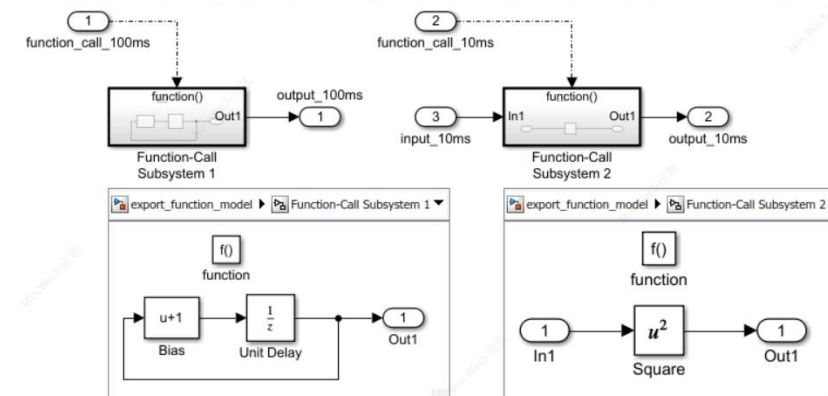 1
function_call_100ms
2
function_call_10ms
function()
Out1
output_100ms
1
Function-Call
Subsystem 1
3
input_10ms
function()
In1
Out1
2
output_10ms
Function-Call
Subsystem 2
export_function_model Function-Call Subsystem 1
f()
function
u+1
Bias
1
z
Unit Delay
1
Out1
export_function_model Function-Call Subsystem 2
f()
function
1
In1
u²
Square
1
Out1